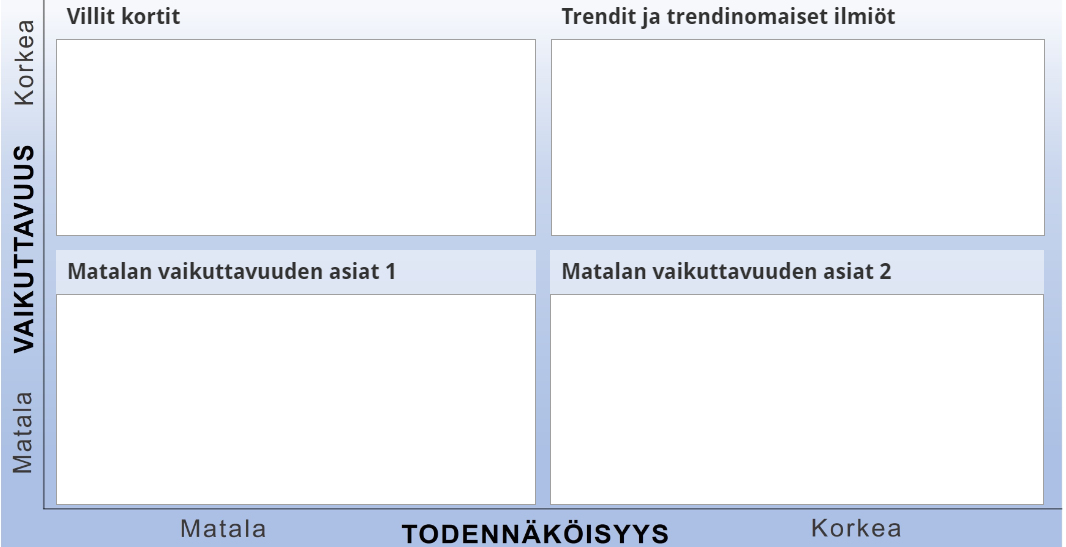 Villit kortit
Trendit ja trendinomaiset ilmiöt
Korkea
VAIKUTTAVUUS
Matalan vaikuttavuuden asiat 1
Matalan vaikuttavuuden asiat 2
Matala
Matala
TODENNÄKÖISYYS
Korkea